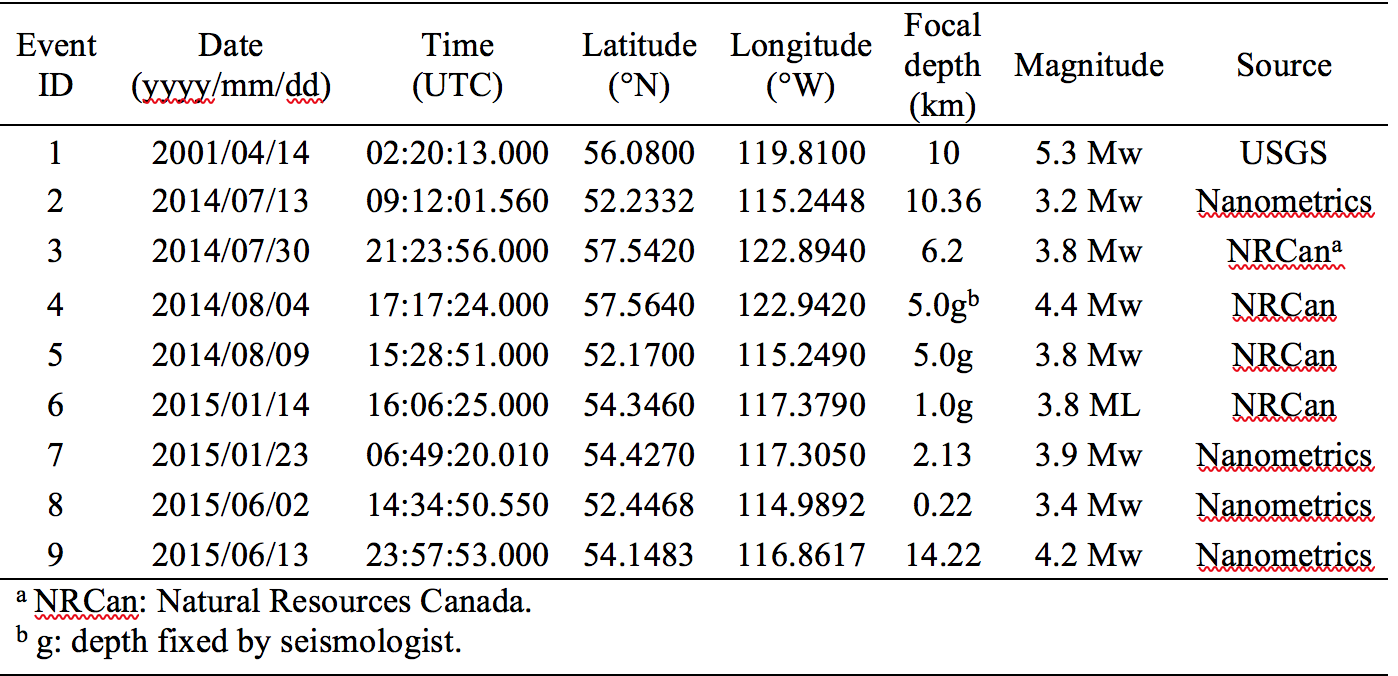 Event ID Date (yyyy/mm/dd) Time (UTC) Latitude (°N) Longitude (°W) Focal depth (km) Magnitude Source
1 2001/04/14 02:20:13.000 56.0800 119.8100 10 5.3 Mw USGS
2 2014/07/13 09:12:01.560 52.2332 115.2448 10.36 3.2 Mw Nanometrics
3 2014/07/30 21:23:56.000 57.5420 122.8940 6.2 3.8 Mw NRCanᵃ
4 2014/08/04 17:17:24.000 57.5640 122.9420 5.0gᵇ 4.4 Mw NRCan
5 2014/08/09 15:28:51.000 52.1700 115.2490 5.0g 3.8 Mw NRCan
6 2015/01/14 16:06:25.000 54.3460 117.3790 1.0g 3.8 ML NRCan
7 2015/01/23 06:49:20.010 54.4270 117.3050 2.13 3.9 Mw Nanometrics
8 2015/06/02 14:34:50.550 52.4468 114.9892 0.22 3.4 Mw Nanometrics
9 2015/06/13 23:57:53.000 54.1483 116.8617 14.22 4.2 Mw Nanometrics
ᵃ NRCan: Natural Resources Canada.
ᵇ g: depth fixed by seismologist.